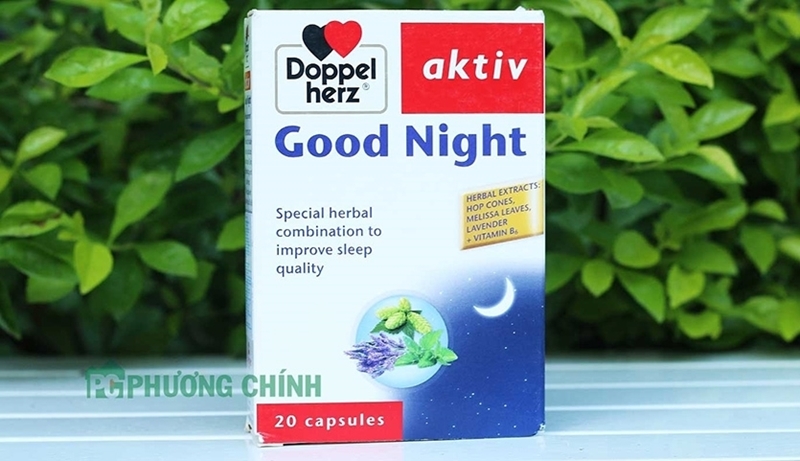 Doppel
herz®
aktiv
Good Night
Special herbal
combination to
improve sleep
quality
HERBAL EXTRACTS:
HOP CONES,
MELISSA LEAVES,
LAVENDER
+ VITAMIN B₆
PG PHƯƠNG CHÍNH
20 capsules